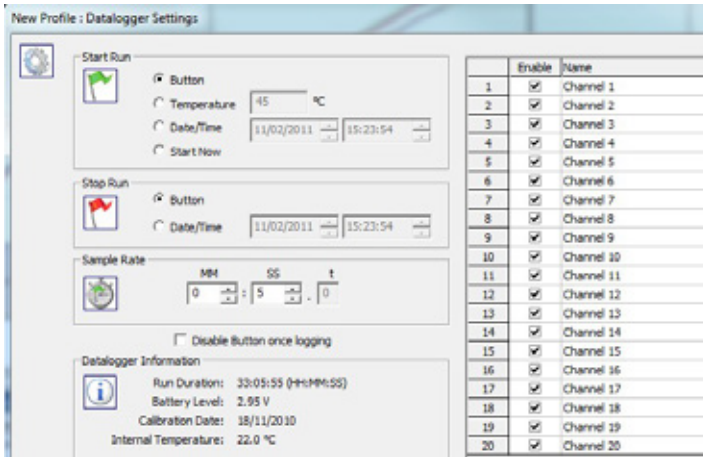 New Profile : Datalogger Settings
Start Run
Button
Temperature 45 °C
Date/Time 11/02/2011 15:23:54
Start Now
Stop Run
Button
Date/Time 11/02/2011 15:23:54
Sample Rate
MM SS t
0 : 5 . 0
Disable Button once logging
Datalogger Information
Run Duration: 33:05:55 (HH:MM:SS)
Battery Level: 2.95 V
Calibration Date: 18/11/2010
Internal Temperature: 22.0 °C
Enable Name
1 Channel 1
2 Channel 2
3 Channel 3
4 Channel 4
5 Channel 5
6 Channel 6
7 Channel 7
8 Channel 8
9 Channel 9
10 Channel 10
11 Channel 11
12 Channel 12
13 Channel 13
14 Channel 14
15 Channel 15
16 Channel 16
17 Channel 17
18 Channel 18
19 Channel 19
20 Channel 20